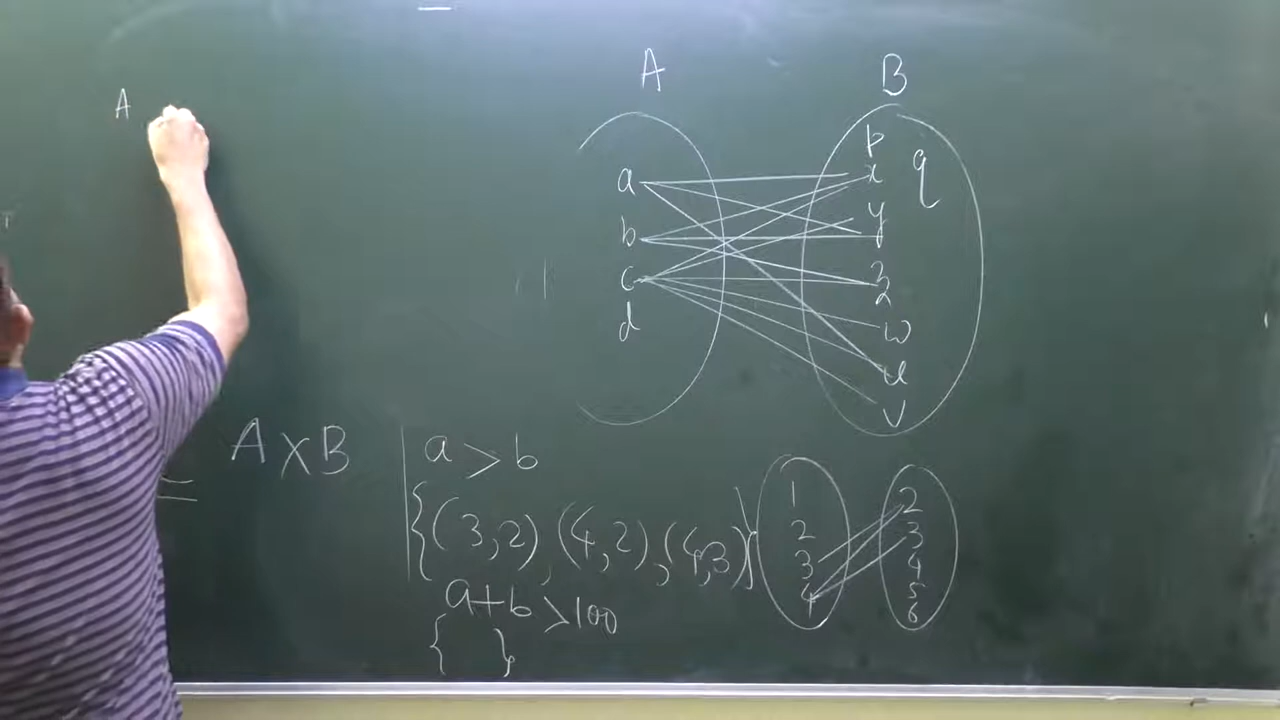 A
A B
a
b
c
d
p
x q
y
z
w
u
v
A X B
=
a > b
{(3,2), (4,2), (4,3)}
a+b >100
{ }
1
2
3
4
2
3
4
5
6